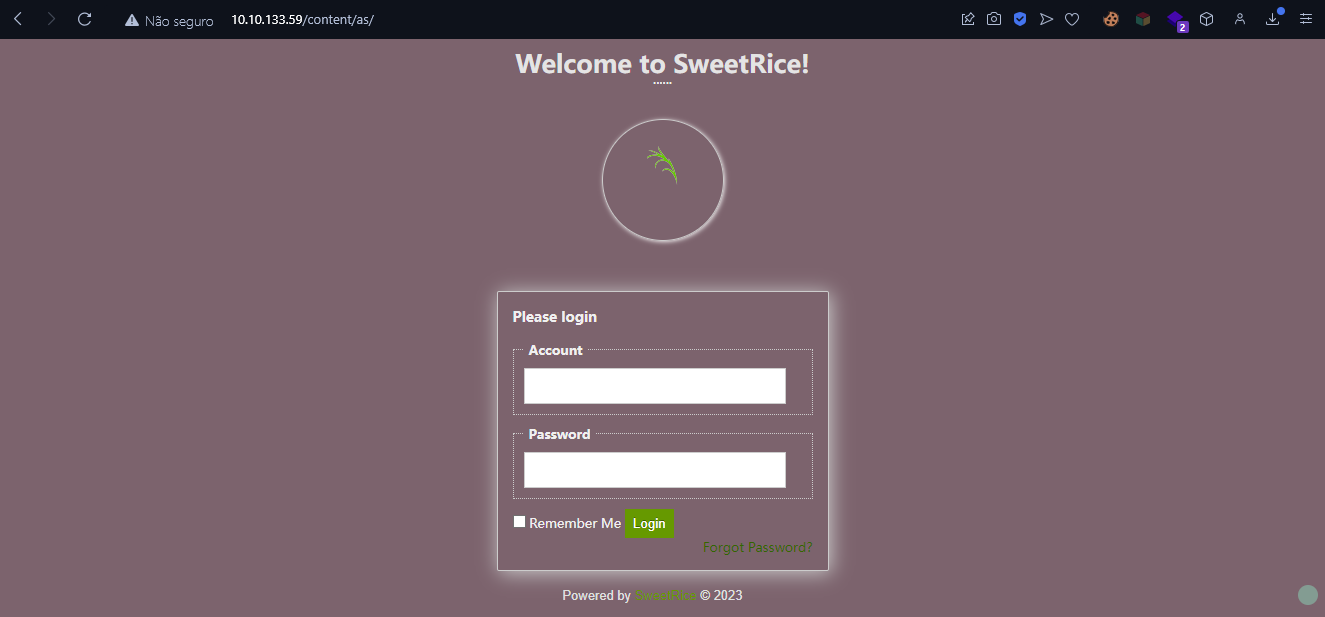 Não seguro 10.10.133.59/content/as/
2
Welcome to SweetRice!
Please login
Account
Password
Remember Me Login
Forgot Password?
Powered by SweetRice © 2023